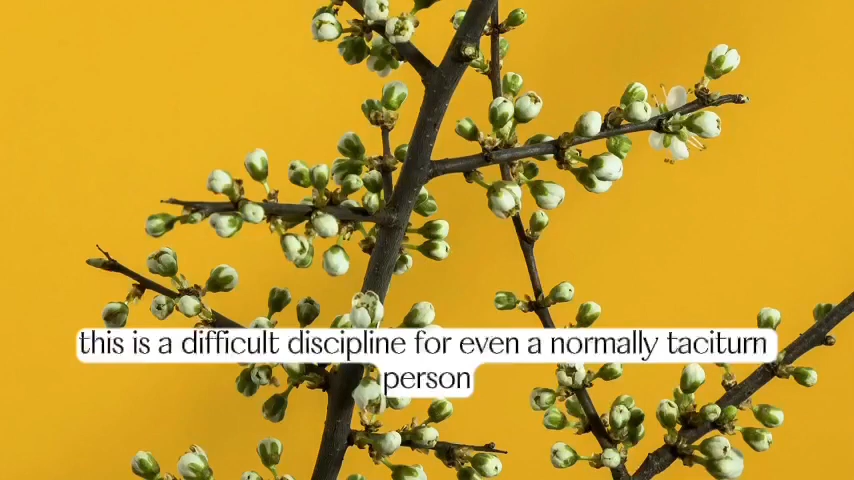 this is a difficult discipline for even a normally taciturn
person